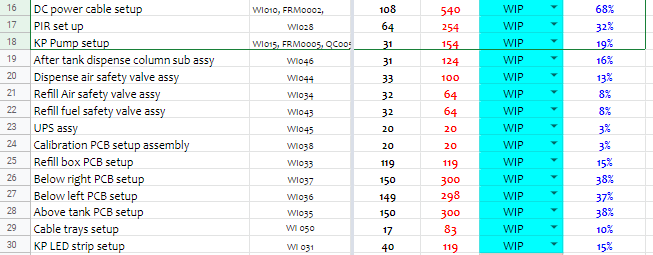 16 DC power cable setup WI010, FRM0002, 108 540 WIP 68%
17 PIR set up WI028 64 254 WIP 32%
18 KP Pump setup WI015, FRM0005, QC005 31 154 WIP 19%
19 After tank dispense column sub assy WI046 31 124 WIP 16%
20 Dispense air safety valve assy WI044 33 100 WIP 13%
21 Refill Air safety valve assy WI034 32 64 WIP 8%
22 Refill fuel safety valve assy WI043 32 64 WIP 8%
23 UPS assy WI045 20 20 WIP 3%
24 Calibration PCB setup assembly WI038 20 20 WIP 3%
25 Refill box PCB setup WI033 119 119 WIP 15%
26 Below right PCB setup WI037 150 300 WIP 38%
27 Below left PCB setup WI036 149 298 WIP 37%
28 Above tank PCB setup WI035 150 300 WIP 38%
29 Cable trays setup WI 050 17 83 WIP 10%
30 KP LED strip setup WI 031 40 119 WIP 15%